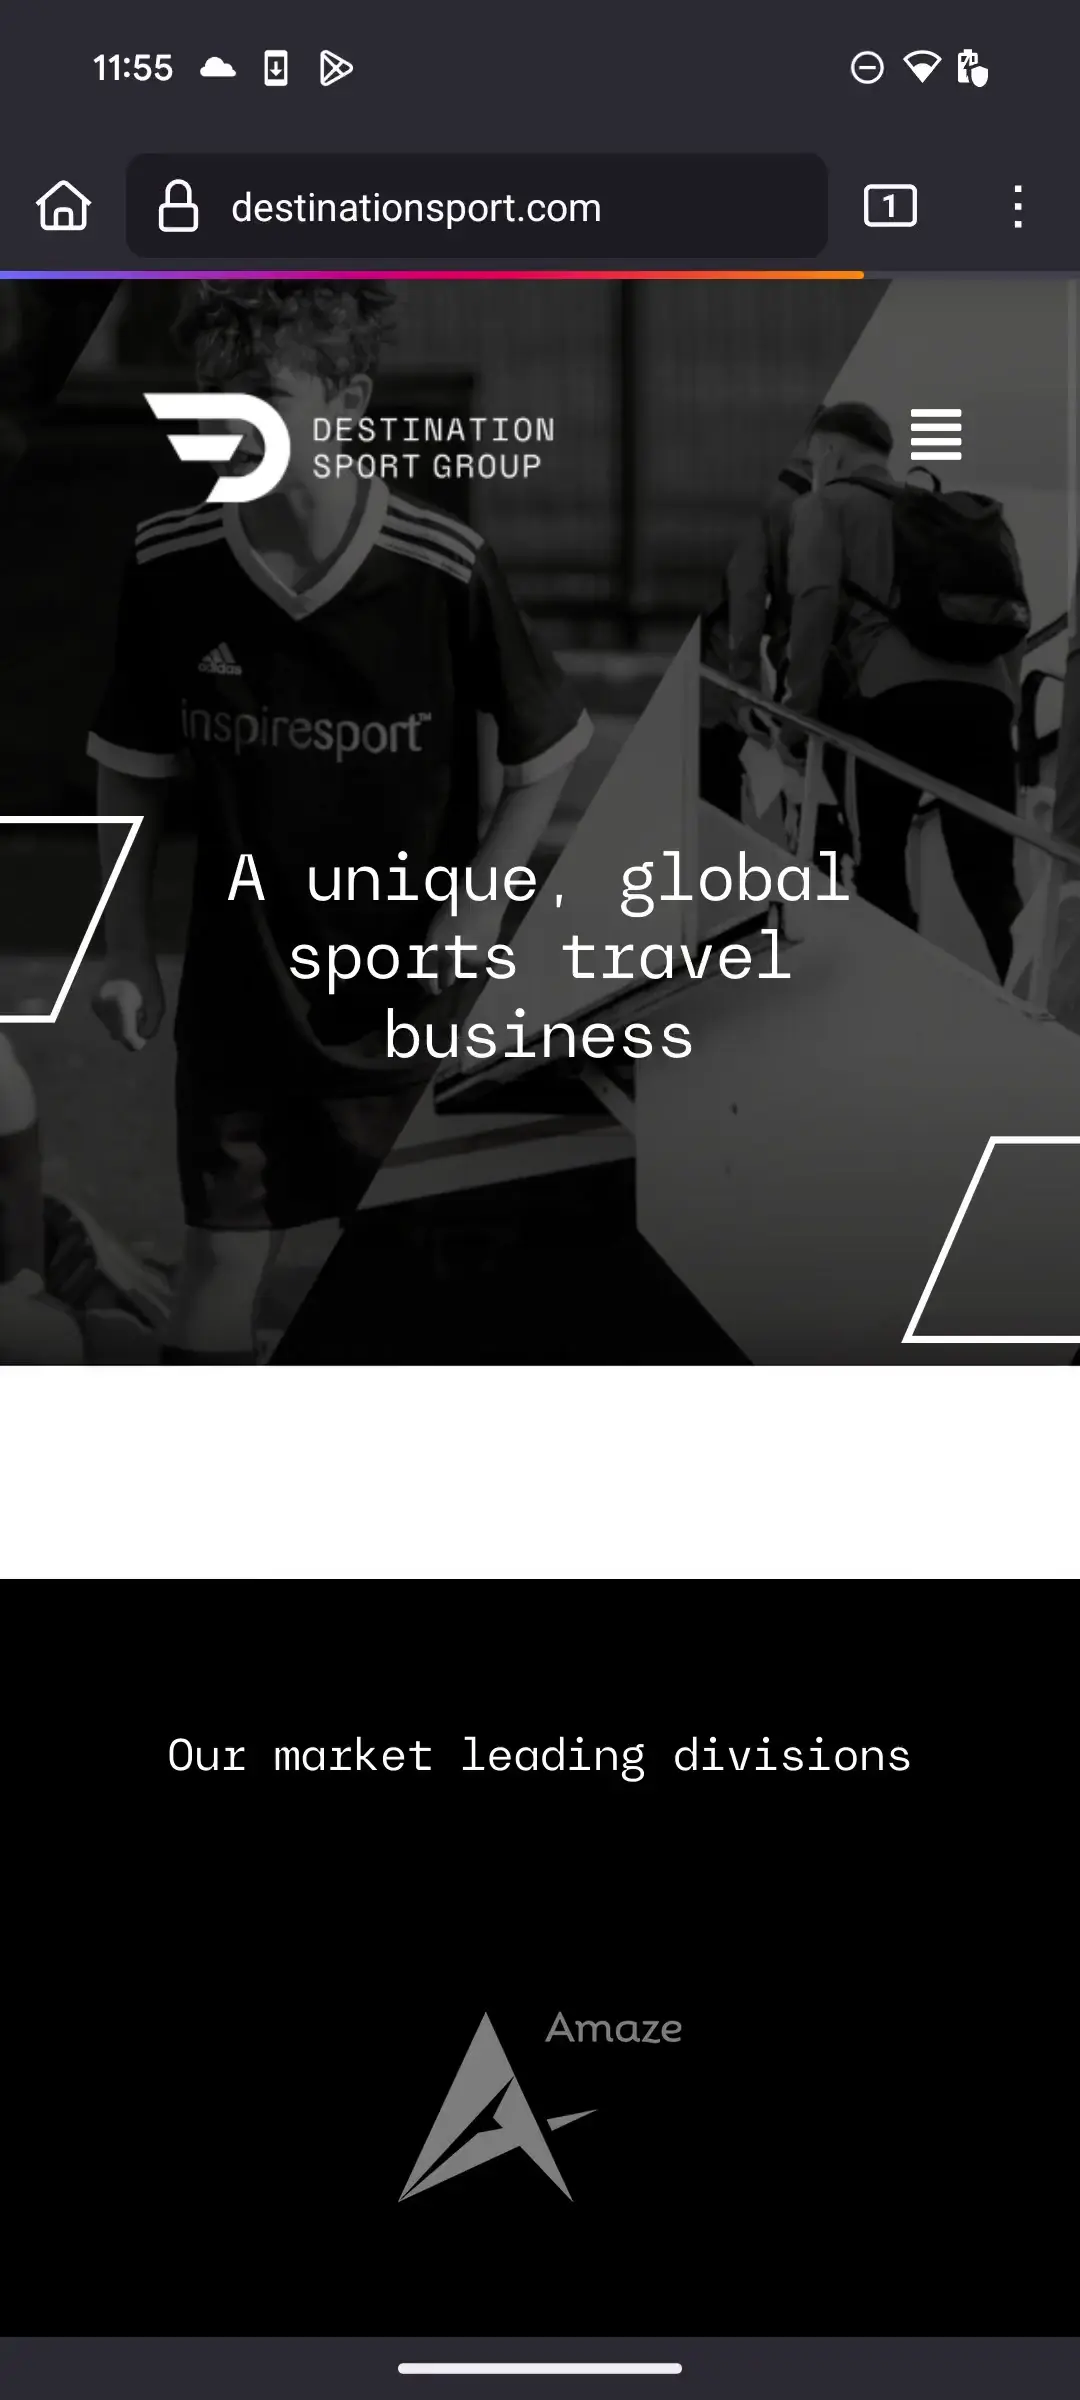 11:55
destinationsport.com
1
DESTINATION
SPORT GROUP
adidas
inspiresport™
A unique, global
sports travel
business
Our market leading divisions
Amaze